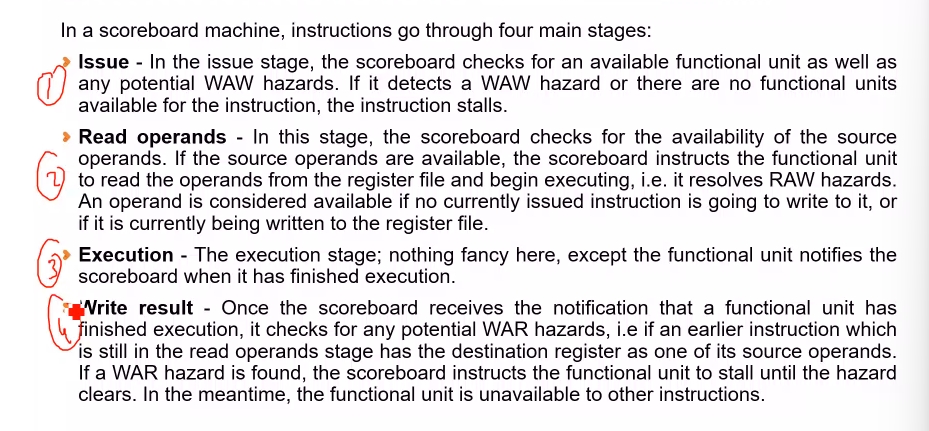 In a scoreboard machine, instructions go through four main stages:
1 Issue - In the issue stage, the scoreboard checks for an available functional unit as well as
any potential WAW hazards. If it detects a WAW hazard or there are no functional units
available for the instruction, the instruction stalls.
Read operands - In this stage, the scoreboard checks for the availability of the source
operands. If the source operands are available, the scoreboard instructs the functional unit
2 to read the operands from the register file and begin executing, i.e. it resolves RAW hazards.
An operand is considered available if no currently issued instruction is going to write to it, or
if it is currently being written to the register file.
3 Execution - The execution stage; nothing fancy here, except the functional unit notifies the
scoreboard when it has finished execution.
Write result - Once the scoreboard receives the notification that a functional unit has
4 finished execution, it checks for any potential WAR hazards, i.e if an earlier instruction which
is still in the read operands stage has the destination register as one of its source operands.
If a WAR hazard is found, the scoreboard instructs the functional unit to stall until the hazard
clears. In the meantime, the functional unit is unavailable to other instructions.